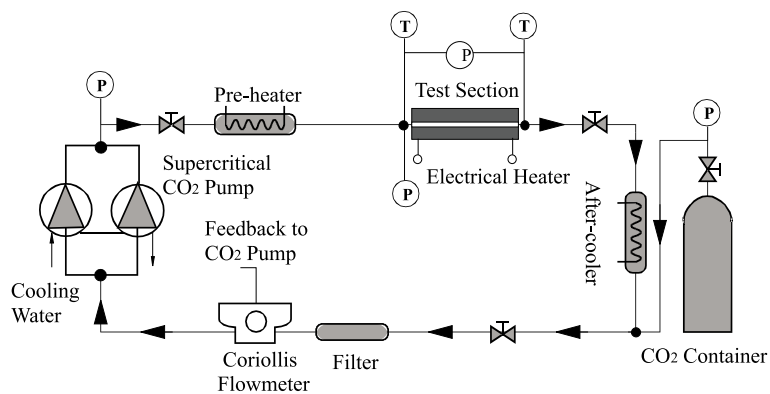 T
T
P
P
Pre-heater
Test Section
P
Supercritical
CO2 Pump
Electrical Heater
P
After-cooler
Feedback to
CO2 Pump
Cooling
Water
Coriollis
Flowmeter
Filter
CO2 Container